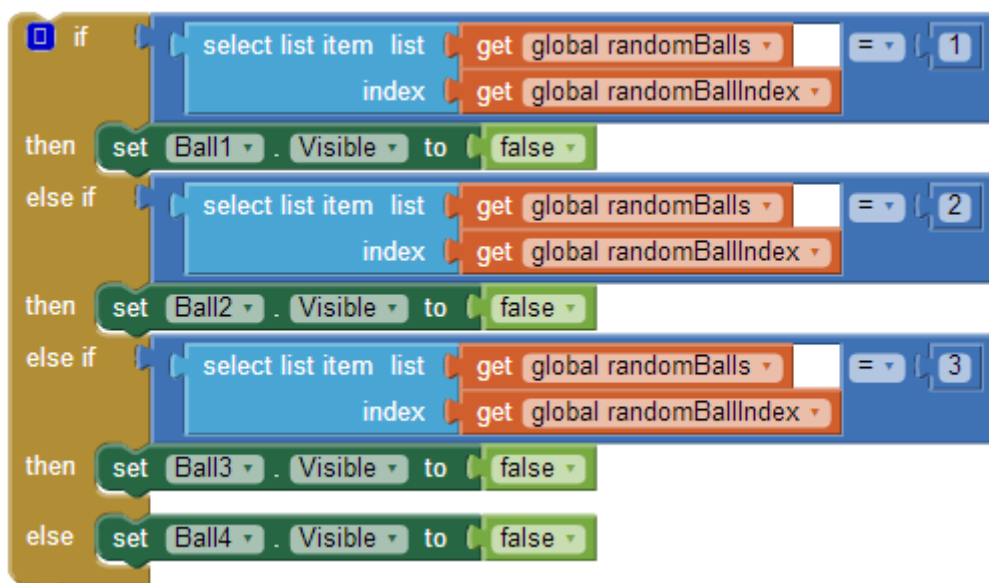 if select list item list get global randomBalls = 1
index get global randomBallIndex
then set Ball1 . Visible to false
else if select list item list get global randomBalls = 2
index get global randomBallIndex
then set Ball2 . Visible to false
else if select list item list get global randomBalls = 3
index get global randomBallIndex
then set Ball3 . Visible to false
else set Ball4 . Visible to false